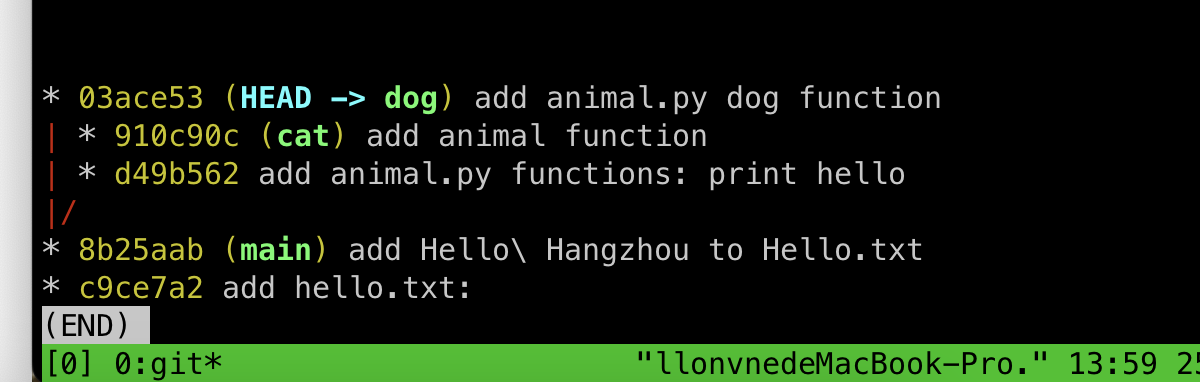 * 03ace53 (HEAD -> dog) add animal.py dog function
| * 910c90c (cat) add animal function
| * d49b562 add animal.py functions: print hello
|/
* 8b25aab (main) add Hello\ Hangzhou to Hello.txt
* c9ce7a2 add hello.txt:
(END)
[0] 0:git* "llonvnedeMacBook-Pro." 13:59 25